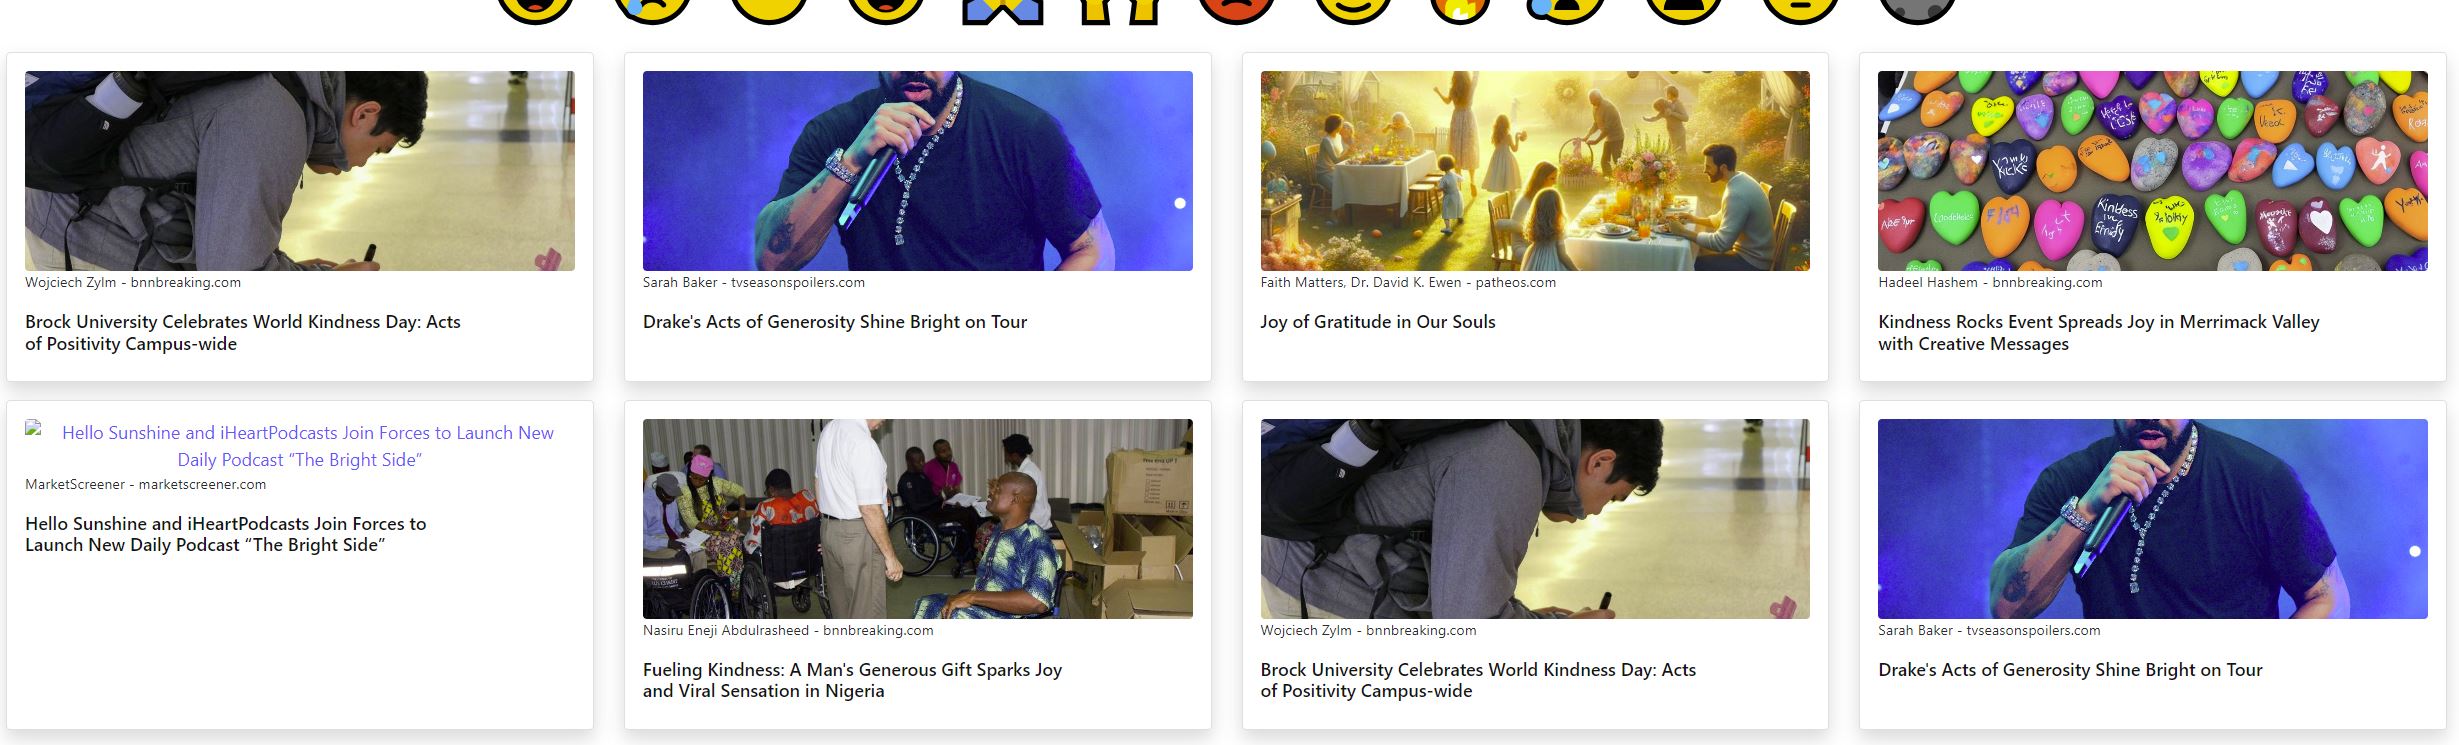 Wojciech Zylm - bnnbreaking.com
Brock University Celebrates World Kindness Day: Acts
of Positivity Campus-wide
Sarah Baker - tvseasonspoilers.com
Drake's Acts of Generosity Shine Bright on Tour
Faith Matters, Dr. David K. Ewen - patheos.com
Joy of Gratitude in Our Souls
Hadeel Hashem - bnnbreaking.com
Kindness Rocks Event Spreads Joy in Merrimack Valley
with Creative Messages
Hello Sunshine and iHeartPodcasts Join Forces to Launch New
Daily Podcast “The Bright Side”
MarketScreener - marketscreener.com
Hello Sunshine and iHeartPodcasts Join Forces to
Launch New Daily Podcast “The Bright Side”
Nasiru Eneji Abdulrasheed - bnnbreaking.com
Fueling Kindness: A Man's Generous Gift Sparks Joy
and Viral Sensation in Nigeria
Wojciech Zylm - bnnbreaking.com
Brock University Celebrates World Kindness Day: Acts
of Positivity Campus-wide
Sarah Baker - tvseasonspoilers.com
Drake's Acts of Generosity Shine Bright on Tour